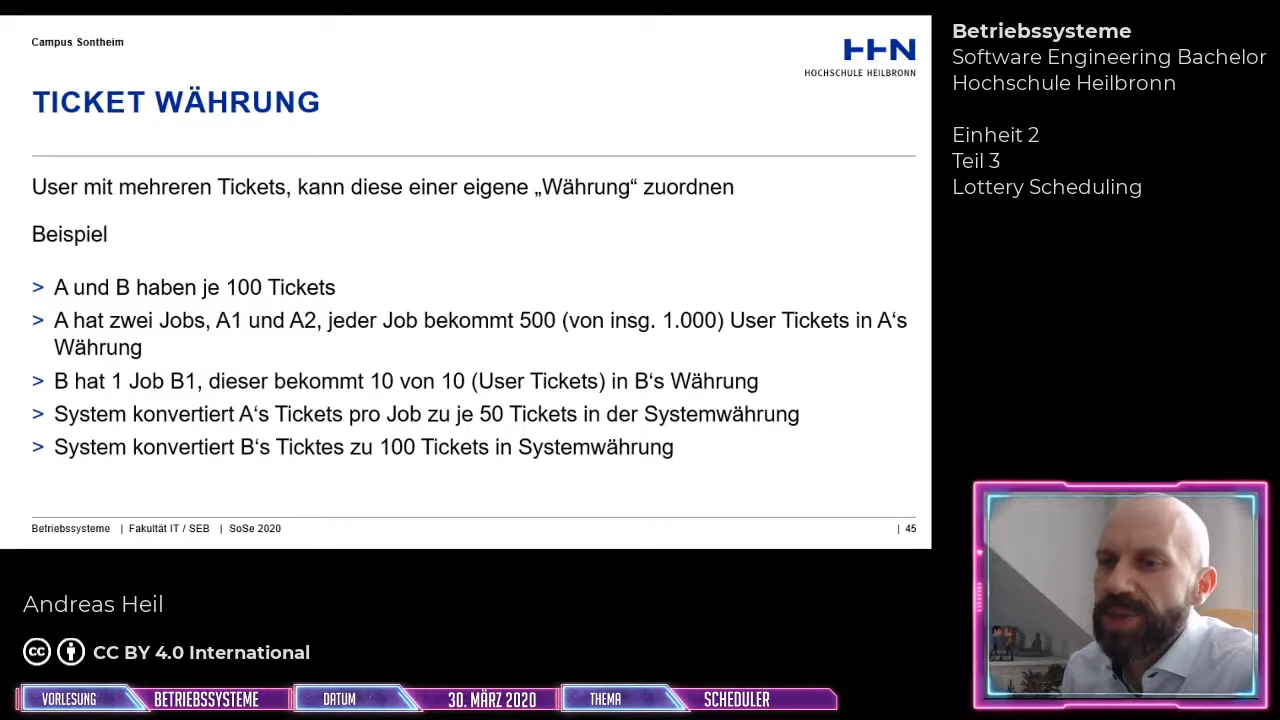 Campus Sontheim
HHN
HOCHSCHULE HEILBRONN
TICKET WÄHRUNG
User mit mehreren Tickets, kann diese einer eigene „Währung“ zuordnen
Beispiel
> A und B haben je 100 Tickets
> A hat zwei Jobs, A1 und A2, jeder Job bekommt 500 (von insg. 1.000) User Tickets in A‘s
Währung
> B hat 1 Job B1, dieser bekommt 10 von 10 (User Tickets) in B‘s Währung
> System konvertiert A‘s Tickets pro Job zu je 50 Tickets in der Systemwährung
> System konvertiert B‘s Ticktes zu 100 Tickets in Systemwährung
Betriebssysteme | Fakultät IT / SEB | SoSe 2020 | 45
Betriebssysteme
Software Engineering Bachelor
Hochschule Heilbronn
Einheit 2
Teil 3
Lottery Scheduling
Andreas Heil
cc CC BY 4.0 International
VORLESUNG BETRIEBSSYSTEME DATUM 30. MÄRZ 2020 THEMA SCHEDULER